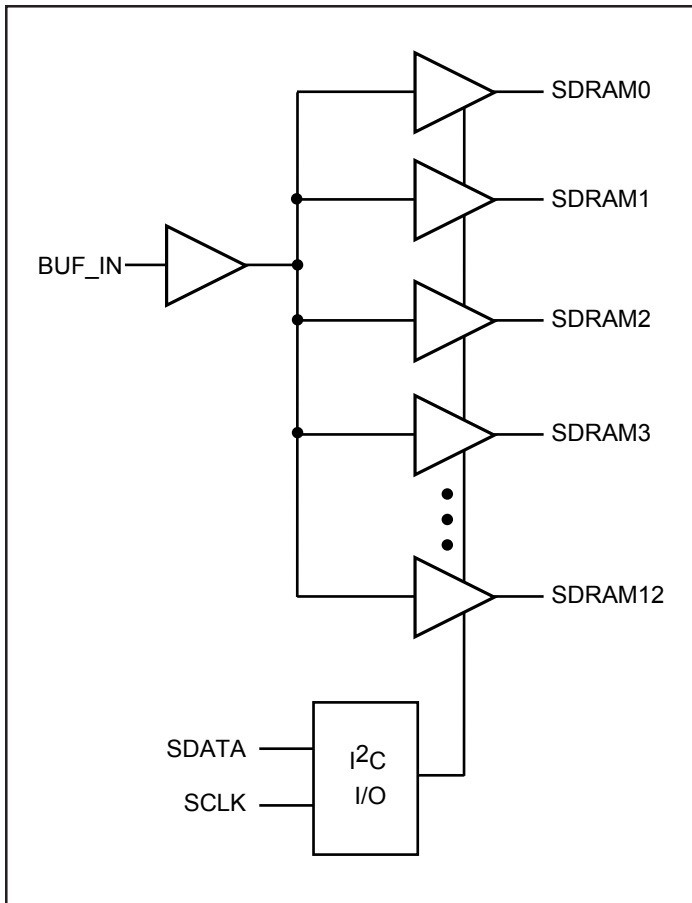 SDRAM0
SDRAM1
BUF_IN
SDRAM2
SDRAM3
SDRAM12
SDATA
I²C
I/O
SCLK